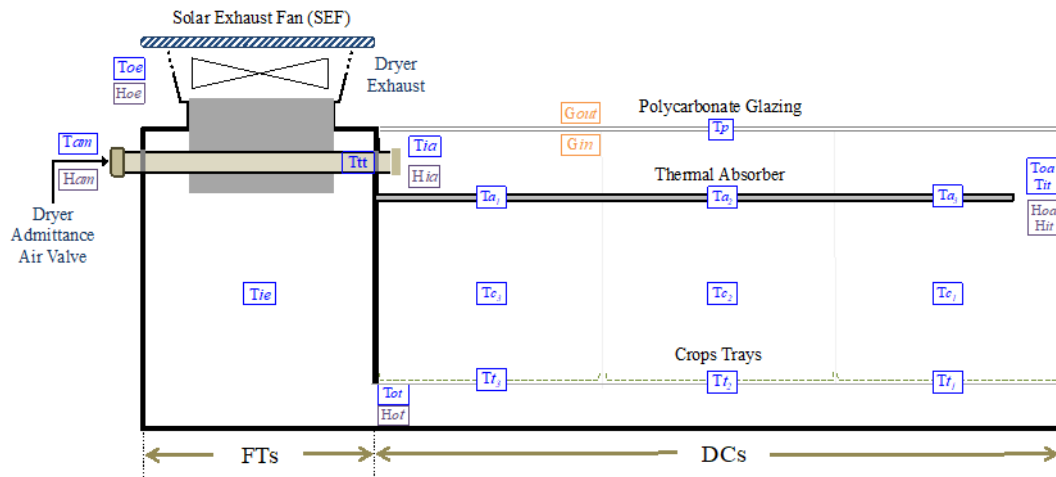 Solar Exhaust Fan (SEF)
Toe
Hoe
Dryer
Exhaust
Polycarbonate Glazing
Gout
Tp
Gin
Tam
Ham
Ttt
Tia
Hia
Thermal Absorber
Toa
Tit
Hoa
Hit
Ta₁
Ta₂
Ta₃
Dryer
Admittance
Air Valve
Tie
Tc₃
Tc₂
Tc₁
Crops Trays
Tt₃
Tt₂
Tt₁
Tot
Hot
FTs
DCs